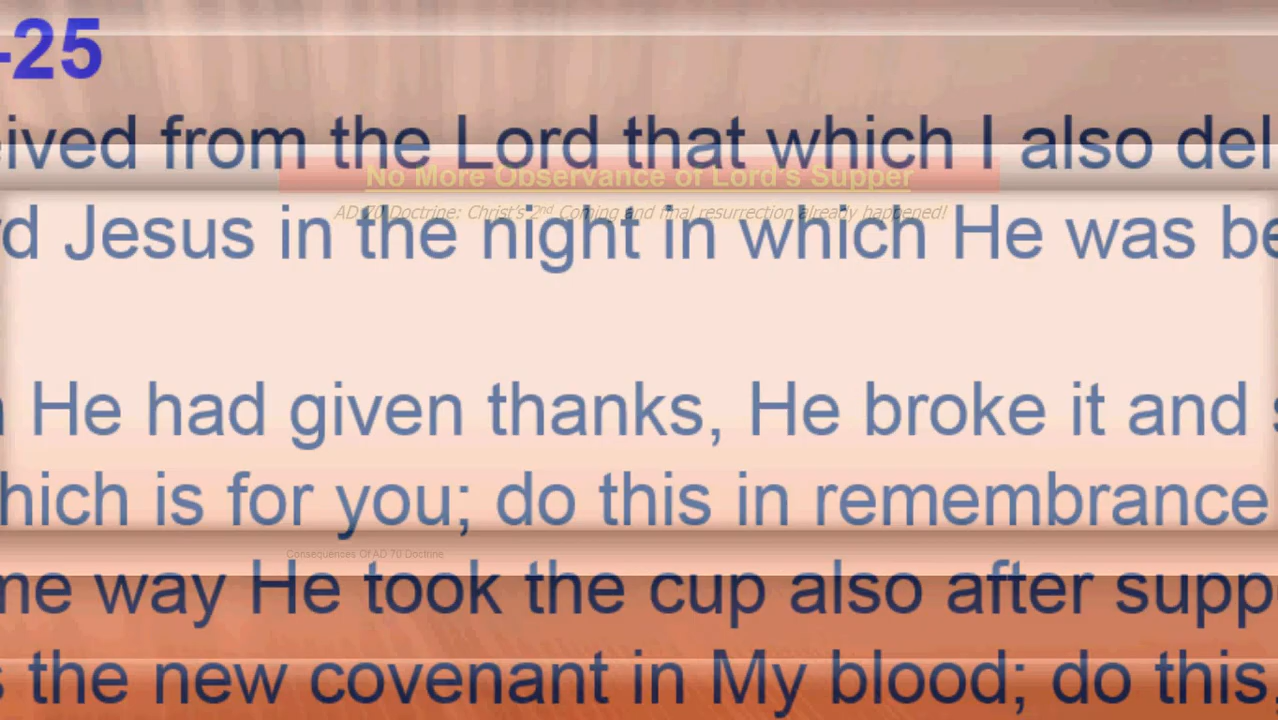 -25
ived from the Lord that which I also del
No More Observance of Lord's Supper
AD 70 Doctrine: Christ's 2nd Coming and final resurrection already happened!
d Jesus in the night in which He was be
He had given thanks, He broke it and
hich is for you; do this in remembrance
Consequences Of AD 70 Doctrine
me way He took the cup also after supp
the new covenant in My blood; do this,